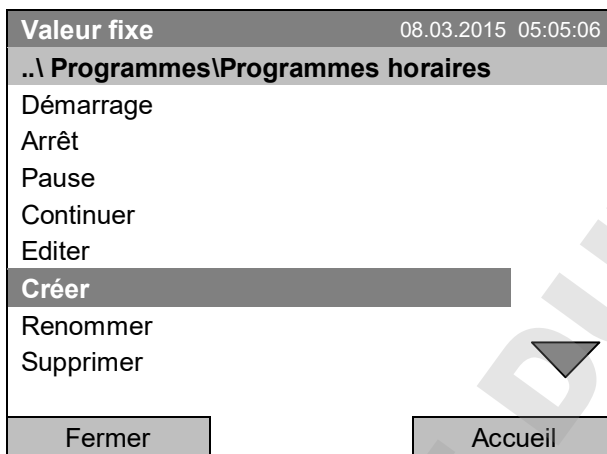 Valeur fixe 08.03.2015 05:05:06
..\ Programmes\Programmes horaires
Démarrage
Arrêt
Pause
Continuer
Editer
Créer
Renommer
Supprimer
Fermer Accueil